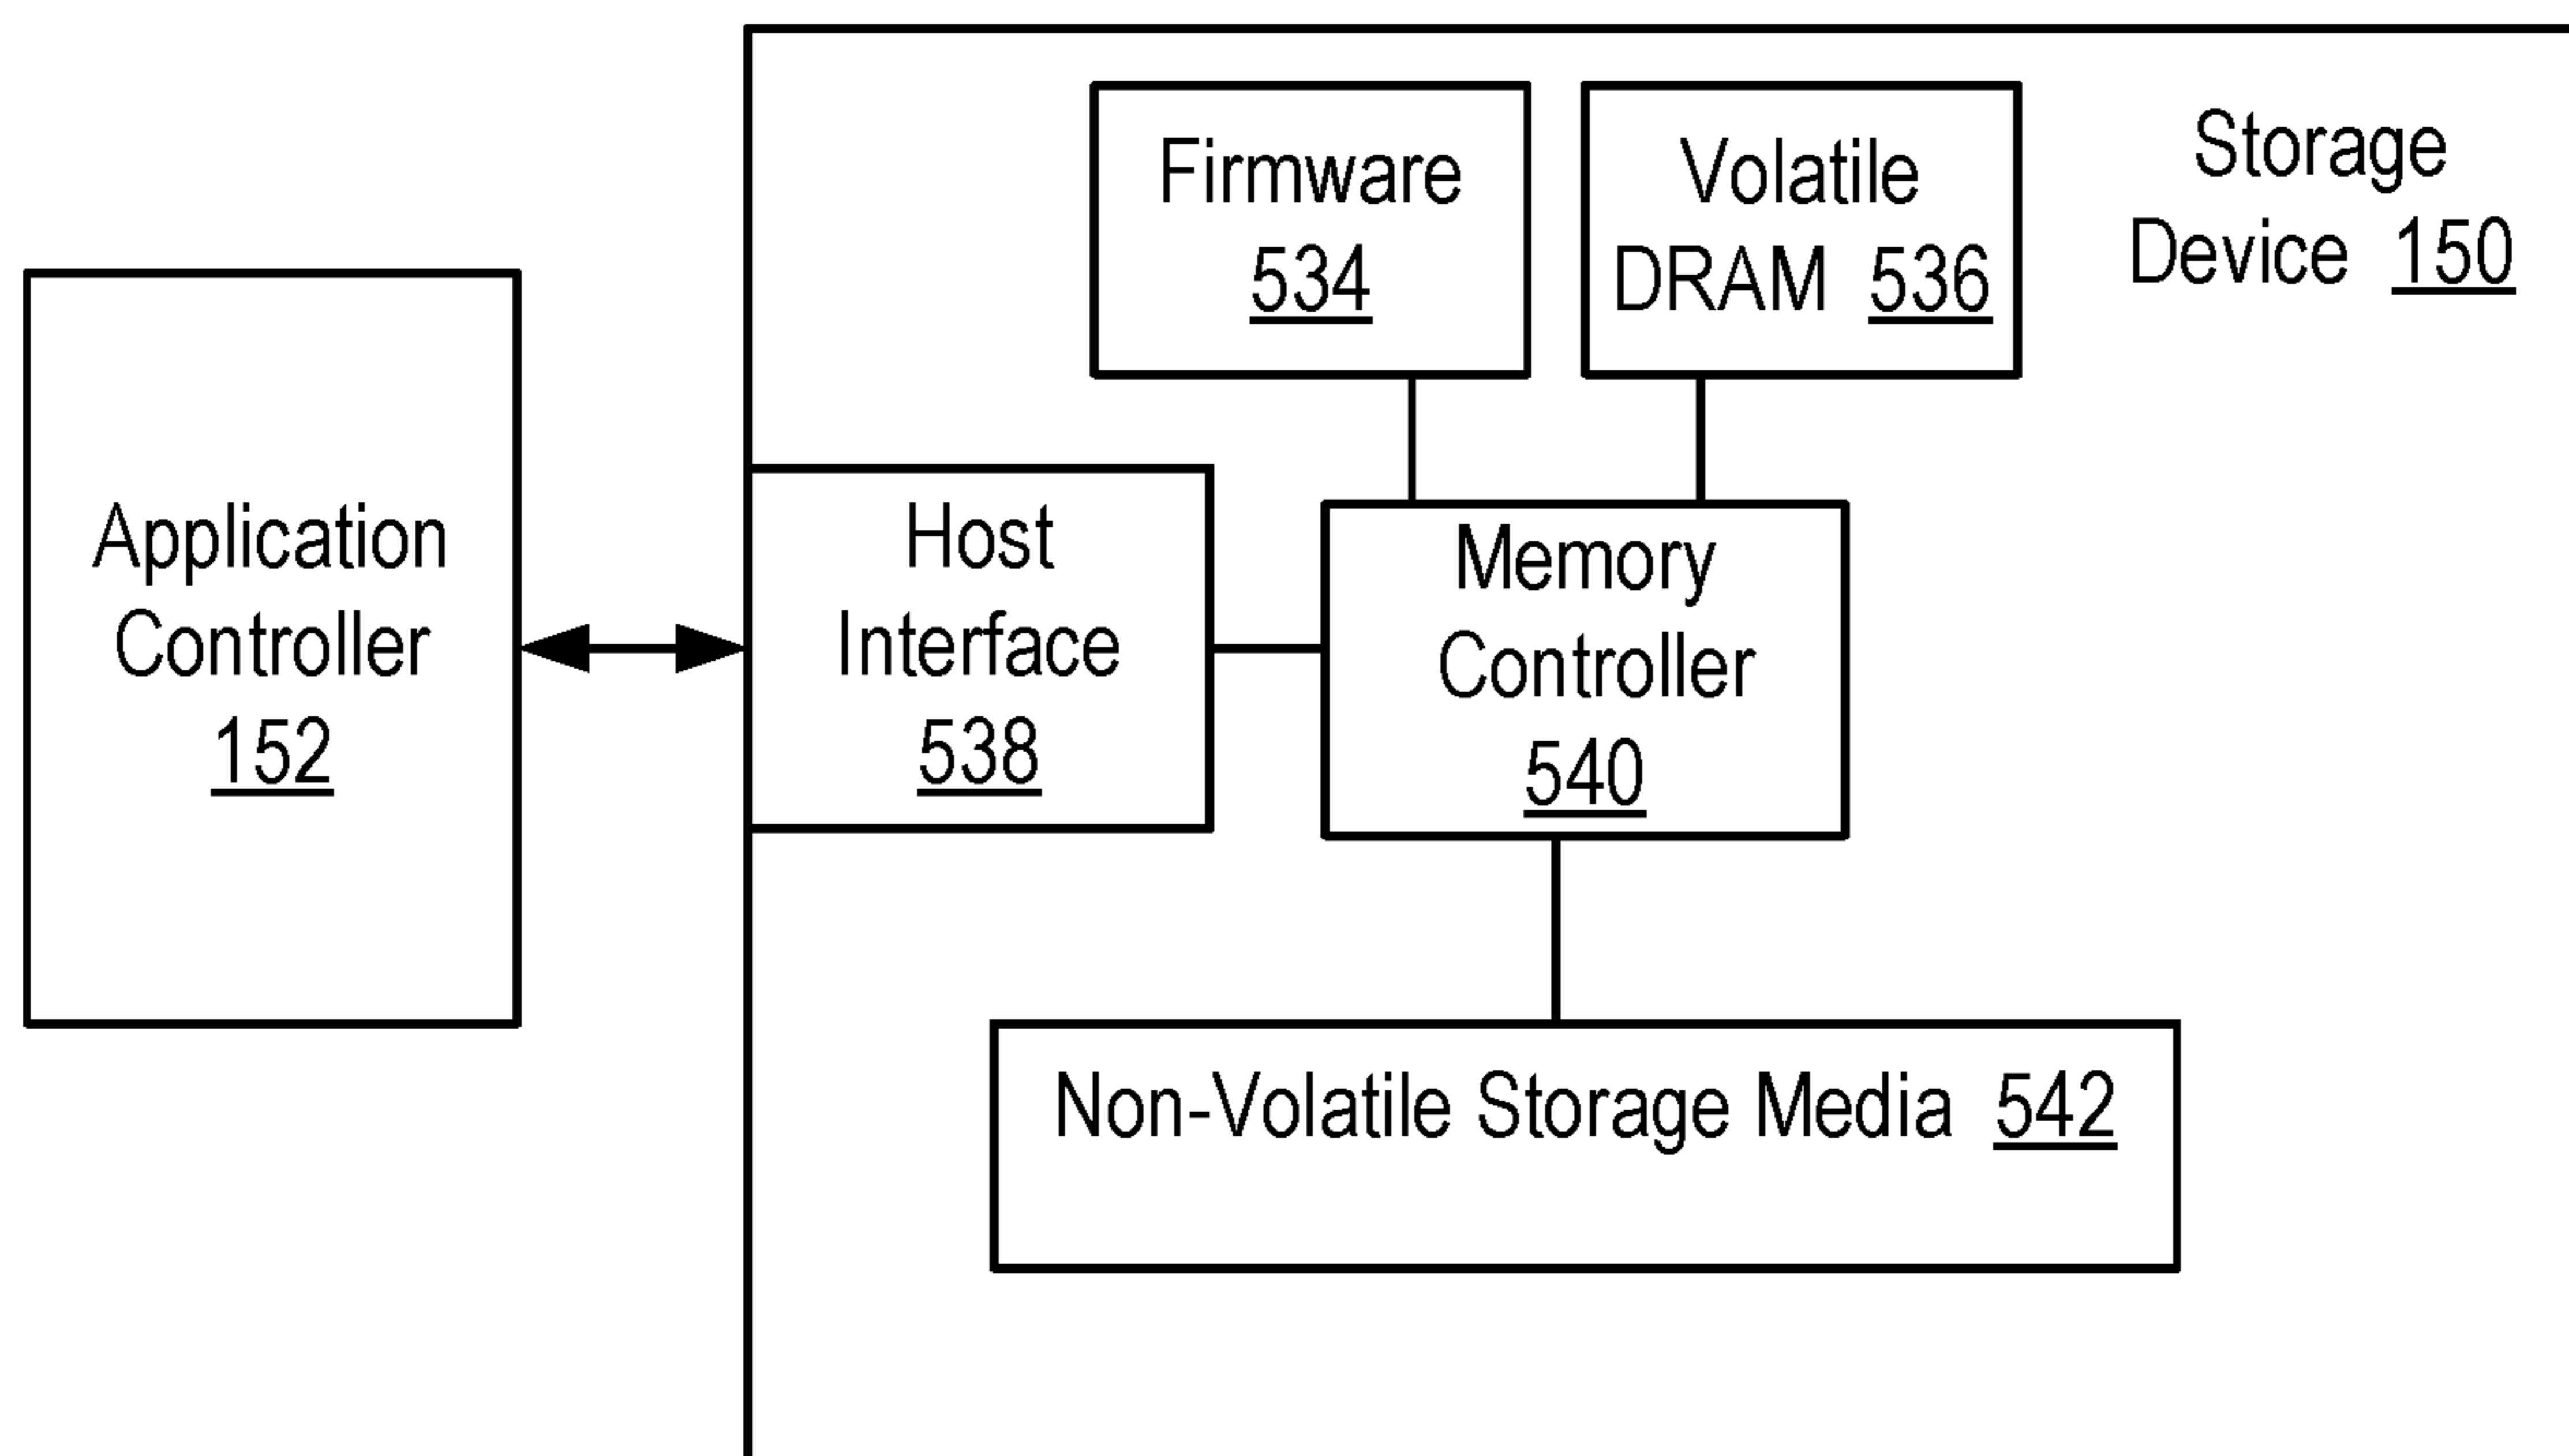 Firmware
534
Volatile
DRAM 536
Storage
Device 150
Application
Controller
152
Host
Interface
538
Memory
Controller
540
Non-Volatile Storage Media 542